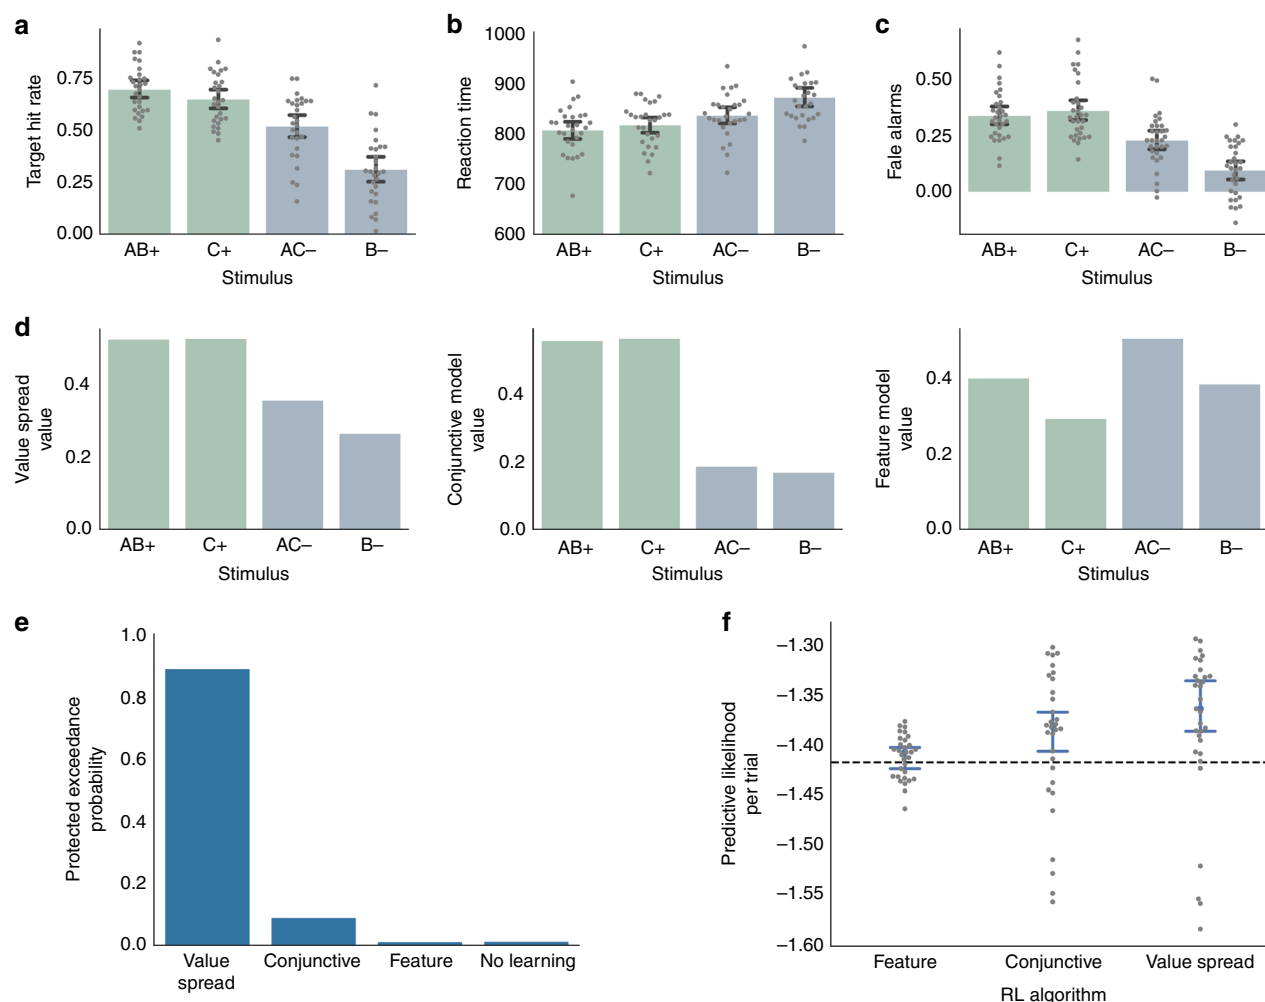 a
Target hit rate
0.75
0.50
0.25
0.00
AB+ C+ AC– B–
Stimulus
b
Reaction time
1000
900
800
700
600
AB+ C+ AC– B–
Stimulus
c
Fale alarms
0.50
0.25
0.00
AB+ C+ AC– B–
Stimulus
d
Value spread
value
0.4
0.2
0.0
AB+ C+ AC– B–
Stimulus
Conjunctive model
value
0.4
0.2
0.0
AB+ C+ AC– B–
Stimulus
Feature model
value
0.4
0.2
0.0
AB+ C+ AC– B–
Stimulus
e
Protected exceedance
probability
1.0
0.8
0.6
0.4
0.2
0.0
Value Conjunctive Feature No learning
spread
f
Predictive likelihood
per trial
–1.30
–1.35
–1.40
–1.45
–1.50
–1.55
–1.60
Feature Conjunctive Value spread
RL algorithm